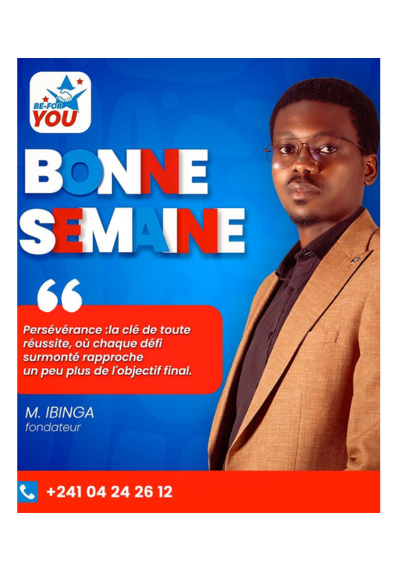 BE-FOR
YOU
BONNE
SEMAINE
Persévérance :la clé de toute
réussite, où chaque défi
surmonté rapproche
un peu plus de l'objectif final.
M. IBINGA
fondateur
+241 04 24 26 12